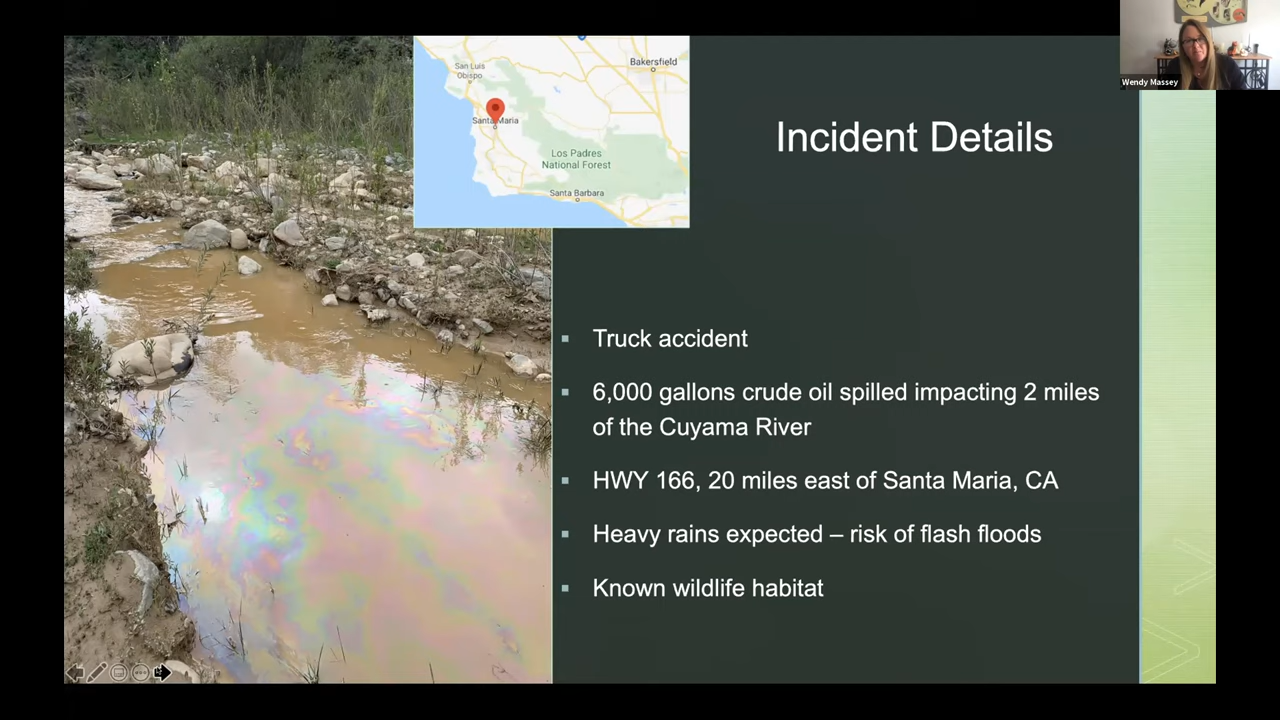 San Luis
Obispo
Bakersfield
Santa Maria
Los Padres
National Forest
Santa Barbara
Wendy Massey
Incident Details
Truck accident
6,000 gallons crude oil spilled impacting 2 miles
of the Cuyama River
HWY 166, 20 miles east of Santa Maria, CA
Heavy rains expected – risk of flash floods
Known wildlife habitat